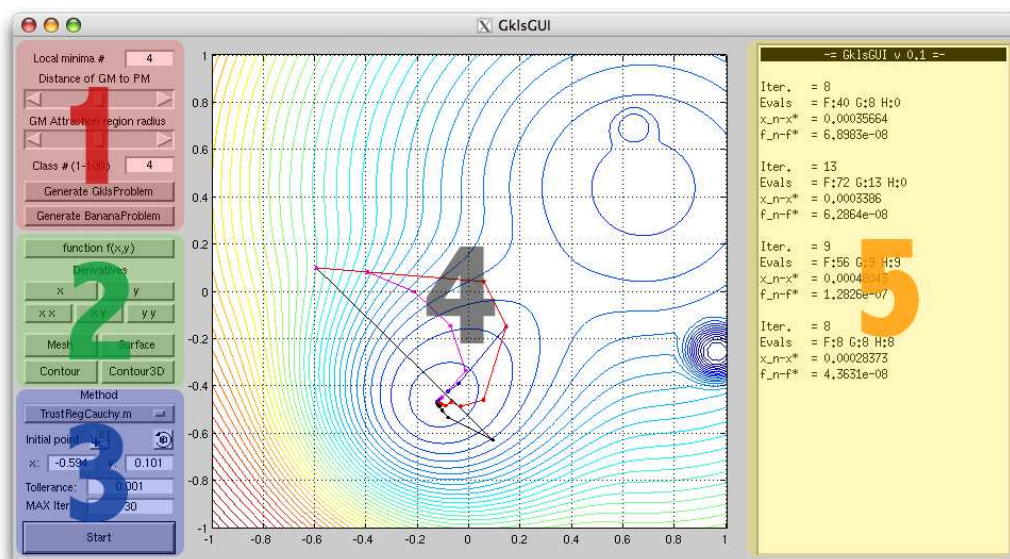 GklsGUI
Local minima # 4
Distance of GM to PM
1
GM Attraction region radius
Class # (1-100) 4
Generate GklsProblem
Generate BananaProblem
function f(x,y)
Derivatives
2
x y
x x x y y y
Mesh Surface
Contour Contour3D
Method
TrustRegCauchy.m
Initial point:
3
x: -0.594 y: 0.101
Tollerance: 0.001
MAX Iter 30
Start
1
0.8
0.6
0.4
0.2
0
-0.2
-0.4
-0.6
-0.8
-1
-1 -0.8 -0.6 -0.4 -0.2 0 0.2 0.4 0.6 0.8 1
4
-= GklsGUI v 0.1 =-
Iter. = 8
Evals = F:40 G:8 H:0
x_n-x* = 0.00035664
f_n-f* = 6.8983e-08
Iter. = 13
Evals = F:72 G:13 H:0
x_n-x* = 0.0003386
f_n-f* = 6.2864e-08
Iter. = 9
Evals = F:56 G:9 H:9
x_n-x* = 0.00048043
f_n-f* = 1.2826e-07
5
Iter. = 8
Evals = F:8 G:8 H:8
x_n-x* = 0.00028373
f_n-f* = 4.3631e-08